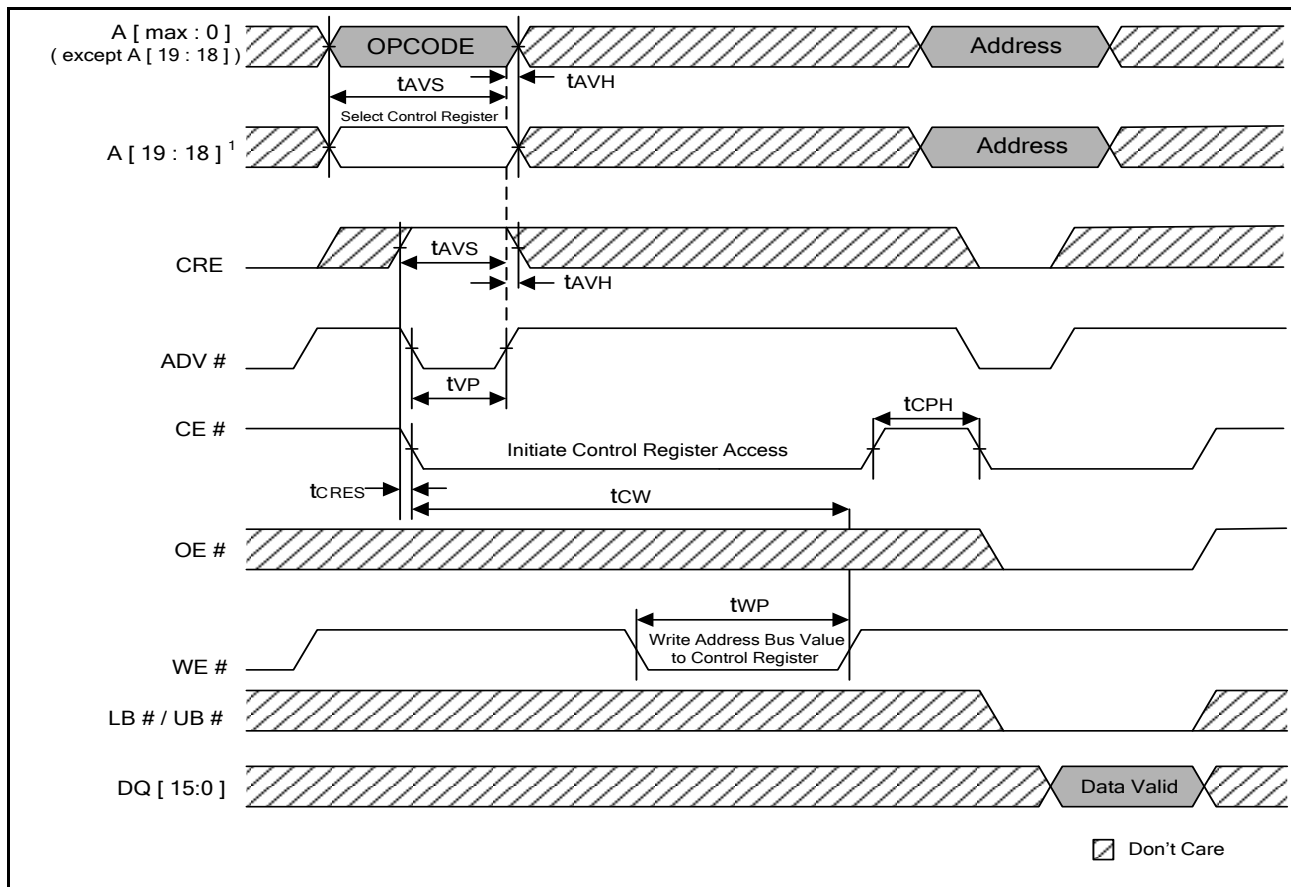 A [ max : 0 ]
( except A [ 19 : 18 ] )
OPCODE
Address
tAVS
tAVH
Select Control Register
A [ 19 : 18 ] 1
Address
CRE
tAVS
tAVH
ADV #
tVP
tCPH
CE #
Initiate Control Register Access
tCRES
tCW
OE #
tWP
Write Address Bus Value
to Control Register
WE #
LB # / UB #
DQ [ 15:0 ]
Data Valid
Don't Care